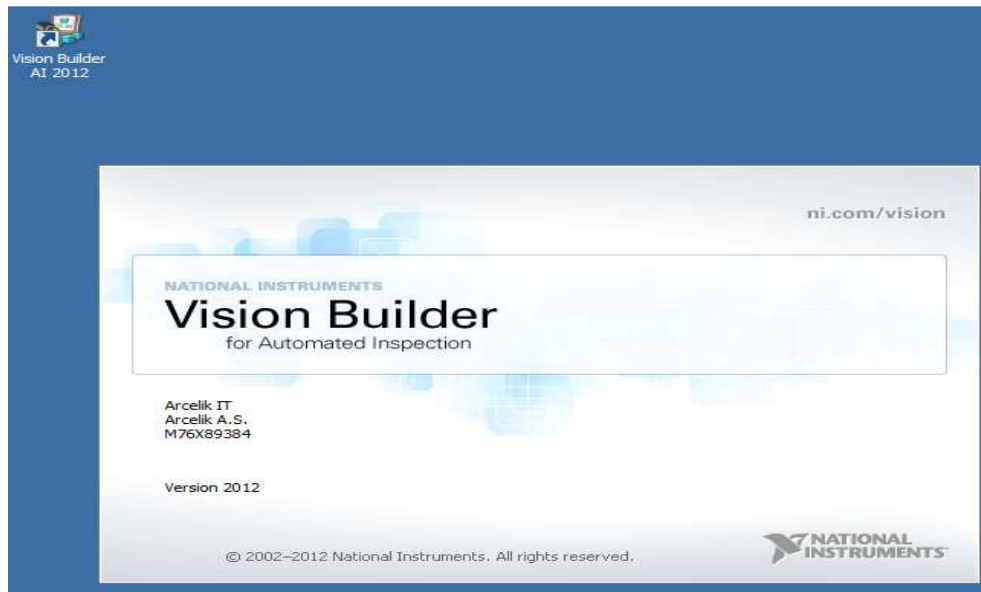 Vision Builder
AI 2012
ni.com/vision
NATIONAL INSTRUMENTS
Vision Builder
for Automated Inspection
Arcelik IT
Arcelik A.S.
M76X89384
Version 2012
© 2002–2012 National Instruments. All rights reserved.
NATIONAL
INSTRUMENTS